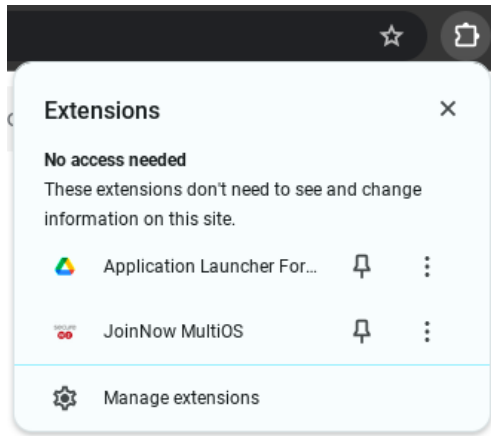 Extensions
No access needed
These extensions don't need to see and change
information on this site.
Application Launcher For...
JoinNow MultiOS
Manage extensions